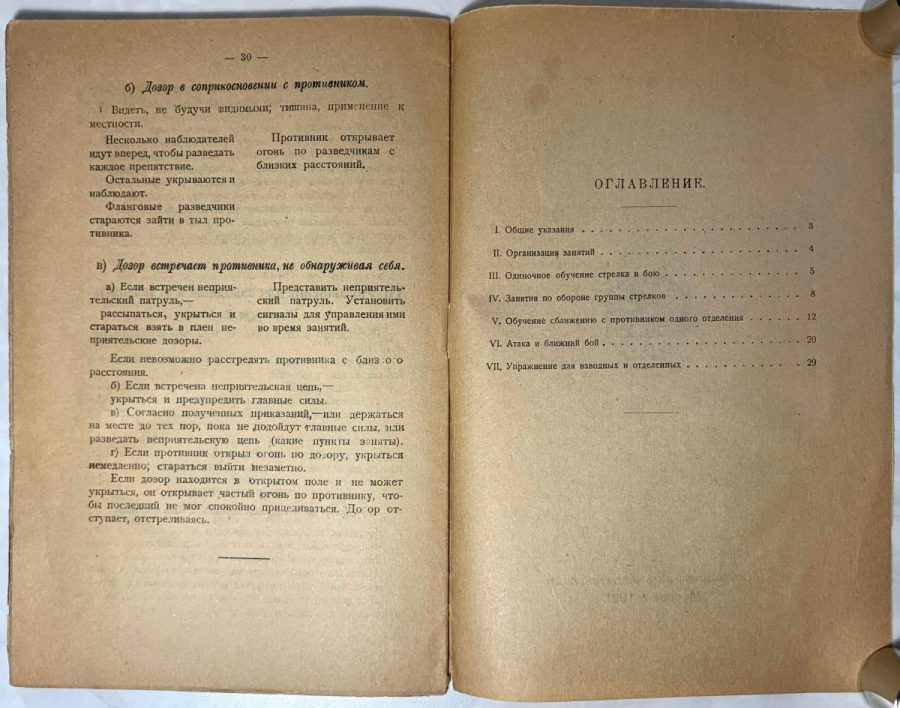 — 30 —
б) Дозор в соприкосновении с противником.
Видеть, не будучи видимыми; тишина, применение к
местности.
Несколько наблюдателей
идут вперед, чтобы разведать
каждое препятствие.
Остальные укрываются и
наблюдают.
Фланговые разведчики
стараются зайти в тыл про-
тивника.
Противник открывает
огонь по разведчикам с
близких расстояний.
в) Дозор встречает противника, не обнаруживая себя.
а) Если встречен неприя-
тельский патруль,—
рассыпаться, укрыться и
стараться взять в плен не-
приятельские дозоры.
Представить неприятель-
ский патруль. Установить
сигналы для управления ими
во время занятий.
Если невозможно расстрелять противника с близ о о
расстояния.
б) Если встречена неприятельская цепь,—
укрыться и предупредить главные силы.
в) Согласно полученных приказаний,—или держаться
на месте до тех пор, пока не подойдут главные силы, или
разведать неприятельскую цепь (какие пункты заняты).
г) Если противник открыл огонь по дозору, укрыться
немедленно; стараться выйти незаметно.
Если дозор находится в открытом поле и не может
укрыться, он открывает частый огонь по противнику, что-
бы последний не мог спокойно прицеливаться. До ор от-
ступает, отстреливаясь.
ОГЛАВЛЕНИЕ.
I. Общие указания . . . . . . . . . . 3
II. Организация занятий . . . . . . . . . . 4
III. Одиночное обучение стрелка в бою . . . . . . . . . . 5
IV. Занятия по обороне группы стрелков . . . . . . . . . . 8
V. Обучение сближению с противником одного отделения . . . . . . 12
VI. Атака и ближний бой . . . . . . . . . . 20
VII. Упражнение для взводных и отделенных . . . . . . . . . . 29